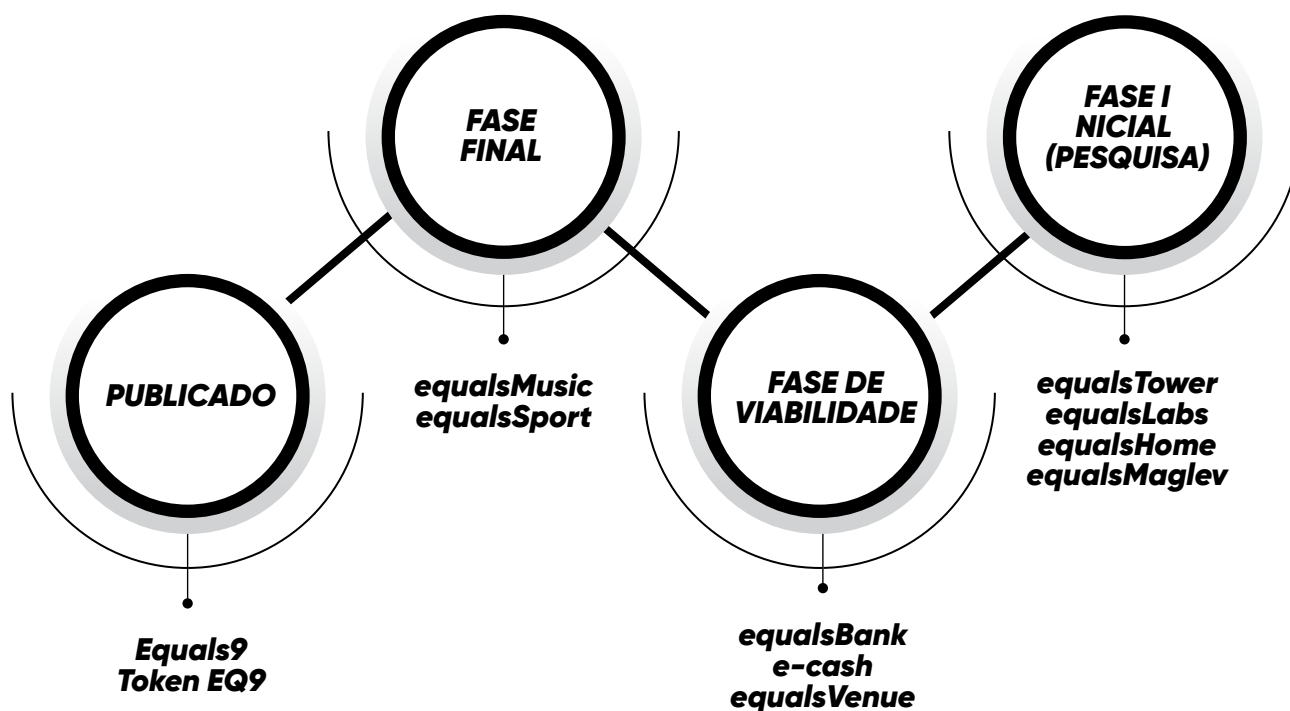 PUBLICADO
Equals9
Token EQ9
FASE
FINAL
equalsMusic
equalsSport
FASE DE
VIABILIDADE
equalsBank
e-cash
equalsVenue
FASE I
NICIAL
(PESQUISA)
equalsTower
equalsLabs
equalsHome
equalsMaglev